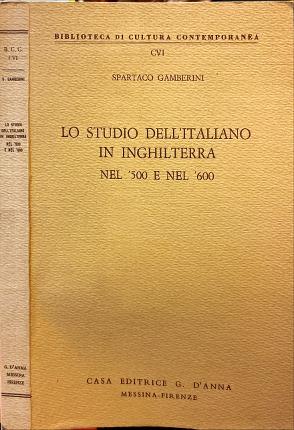 B. C. C.
CVI
S. GAMBERINI
LO STUDIO
DELL'ITALIANO
IN INGHILTERRA
NEL '500
E NEL '600
G. D'ANNA
MESSINA
FIRENZE
BIBLIOTECA DI CULTURA CONTEMPORANEA
CVI
SPARTACO GAMBERINI
LO STUDIO DELL'ITALIANO
IN INGHILTERRA
NEL '500 E NEL '600
CASA EDITRICE G. D'ANNA
MESSINA-FIRENZE